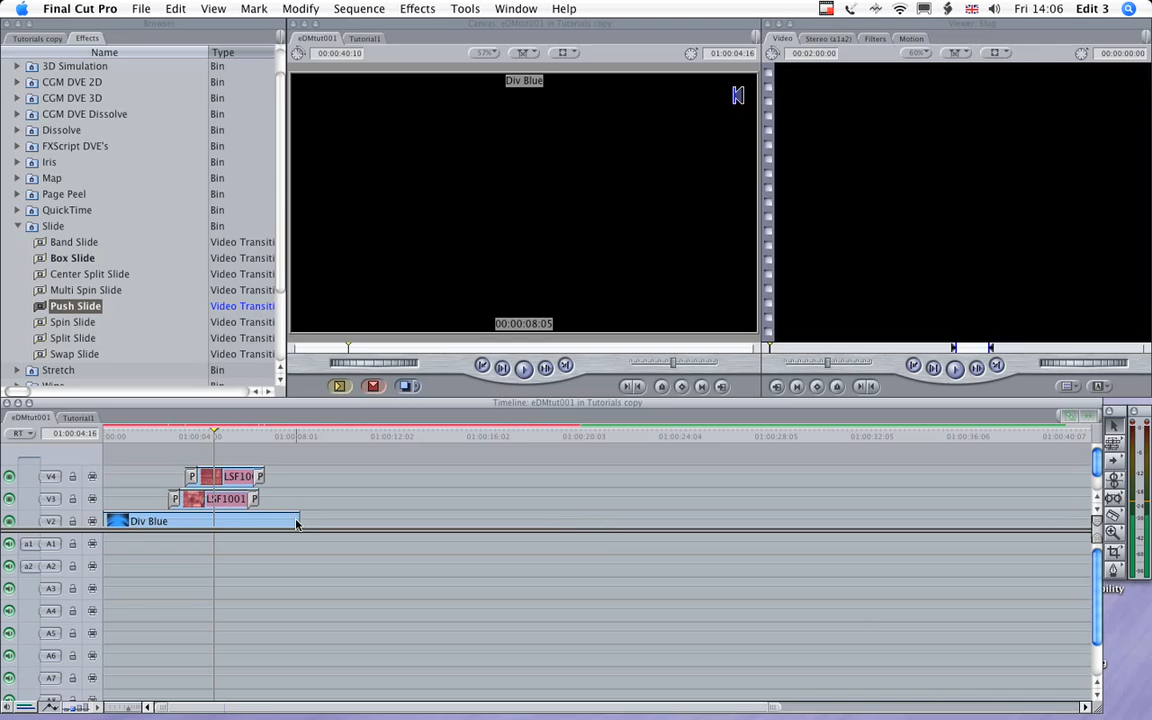 Final Cut Pro File Edit View Mark Modify Sequence Effects Tools Window Help Fri 14:06 Edit 3
Browser
Canvas: eDMtut001 in Tutorials copy
Viewer: Slug
Tutorials copy Effects
eDMtut001 Tutorial1
Video Stereo (a1a2) Filters Motion
00:00:40:10 57% 01:00:04:16
00:02:00:00 60% 00:00:00:00
Name Type
3D Simulation Bin
CGM DVE 2D Bin
CGM DVE 3D Bin
CGM DVE Dissolve Bin
Dissolve Bin
FXScript DVE's Bin
Iris Bin
Map Bin
Page Peel Bin
QuickTime Bin
Slide Bin
Band Slide Video Transiti
Box Slide Video Transiti
Center Split Slide Video Transiti
Multi Spin Slide Video Transiti
Push Slide Video Transiti
Spin Slide Video Transiti
Split Slide Video Transiti
Swap Slide Video Transiti
Stretch Bin
Wipe Bin
Div Blue
00:00:08:05
Timeline: eDMtut001 in Tutorials copy
eDMtut001 Tutorial1
RT 01:00:04:16 00:00 01:00:04:00 01:00:08:01 01:00:12:02 01:00:16:02 01:00:20:03 01:00:24:04 01:00:28:05 01:00:32:05 01:00:36:06 01:00:40:07
V4 P LSF100 P
V3 P LSF1001 P
V2 Div Blue
a1 A1
a2 A2
A3
A4
A5
A6
A7
bility